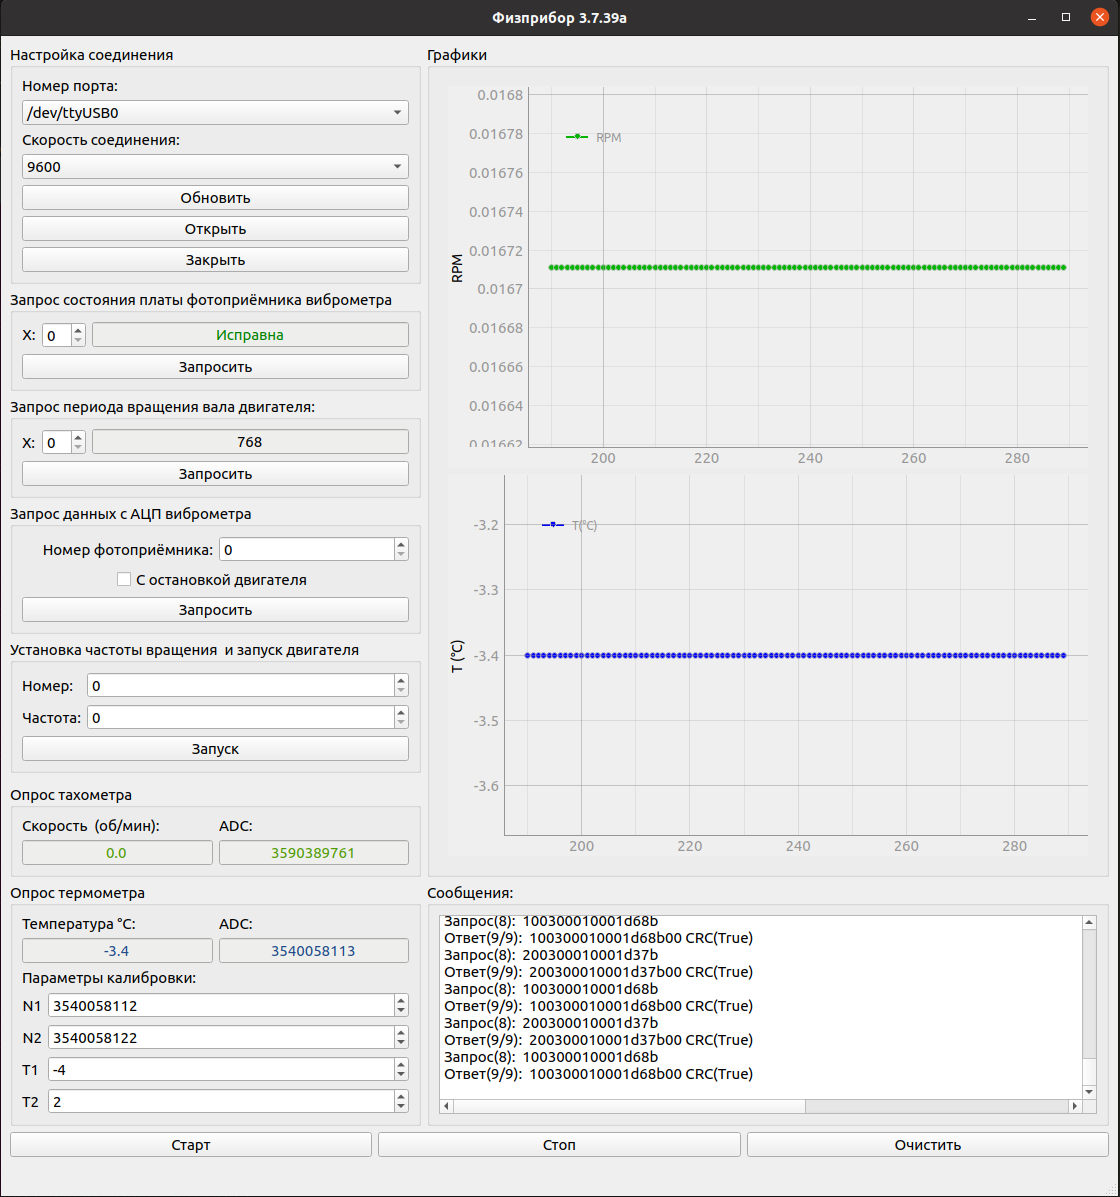 Физприбор 3.7.39a
Настройка соединения
Номер порта:
/dev/ttyUSB0
Скорость соединения:
9600
Обновить
Открыть
Закрыть
Запрос состояния платы фотоприёмника виброметра
X: 0 Исправна
Запросить
Запрос периода вращения вала двигателя:
X: 0 768
Запросить
Запрос данных с АЦП виброметра
Номер фотоприёмника: 0
С остановкой двигателя
Запросить
Установка частоты вращения и запуск двигателя
Номер: 0
Частота: 0
Запуск
Опрос тахометра
Скорость (об/мин): ADC:
0.0 3590389761
Опрос термометра
Температура °C: ADC:
-3.4 3540058113
Параметры калибровки:
N1 3540058112
N2 3540058122
T1 -4
T2 2
Графики
0.0168
0.01678
RPM
0.01676
0.01674
0.01672
RPM
0.0167
0.01668
0.01666
0.01664
0.01662
200 220 240 260 280
-3.2
T(°C)
-3.3
-3.4
T (°C)
-3.5
-3.6
200 220 240 260 280
Сообщения:
Запрос(8): 100300010001d68b
Ответ(9/9): 100300010001d68b00 CRC(True)
Запрос(8): 200300010001d37b
Ответ(9/9): 200300010001d37b00 CRC(True)
Запрос(8): 100300010001d68b
Ответ(9/9): 100300010001d68b00 CRC(True)
Запрос(8): 200300010001d37b
Ответ(9/9): 200300010001d37b00 CRC(True)
Запрос(8): 100300010001d68b
Ответ(9/9): 100300010001d68b00 CRC(True)
Старт Стоп Очистить